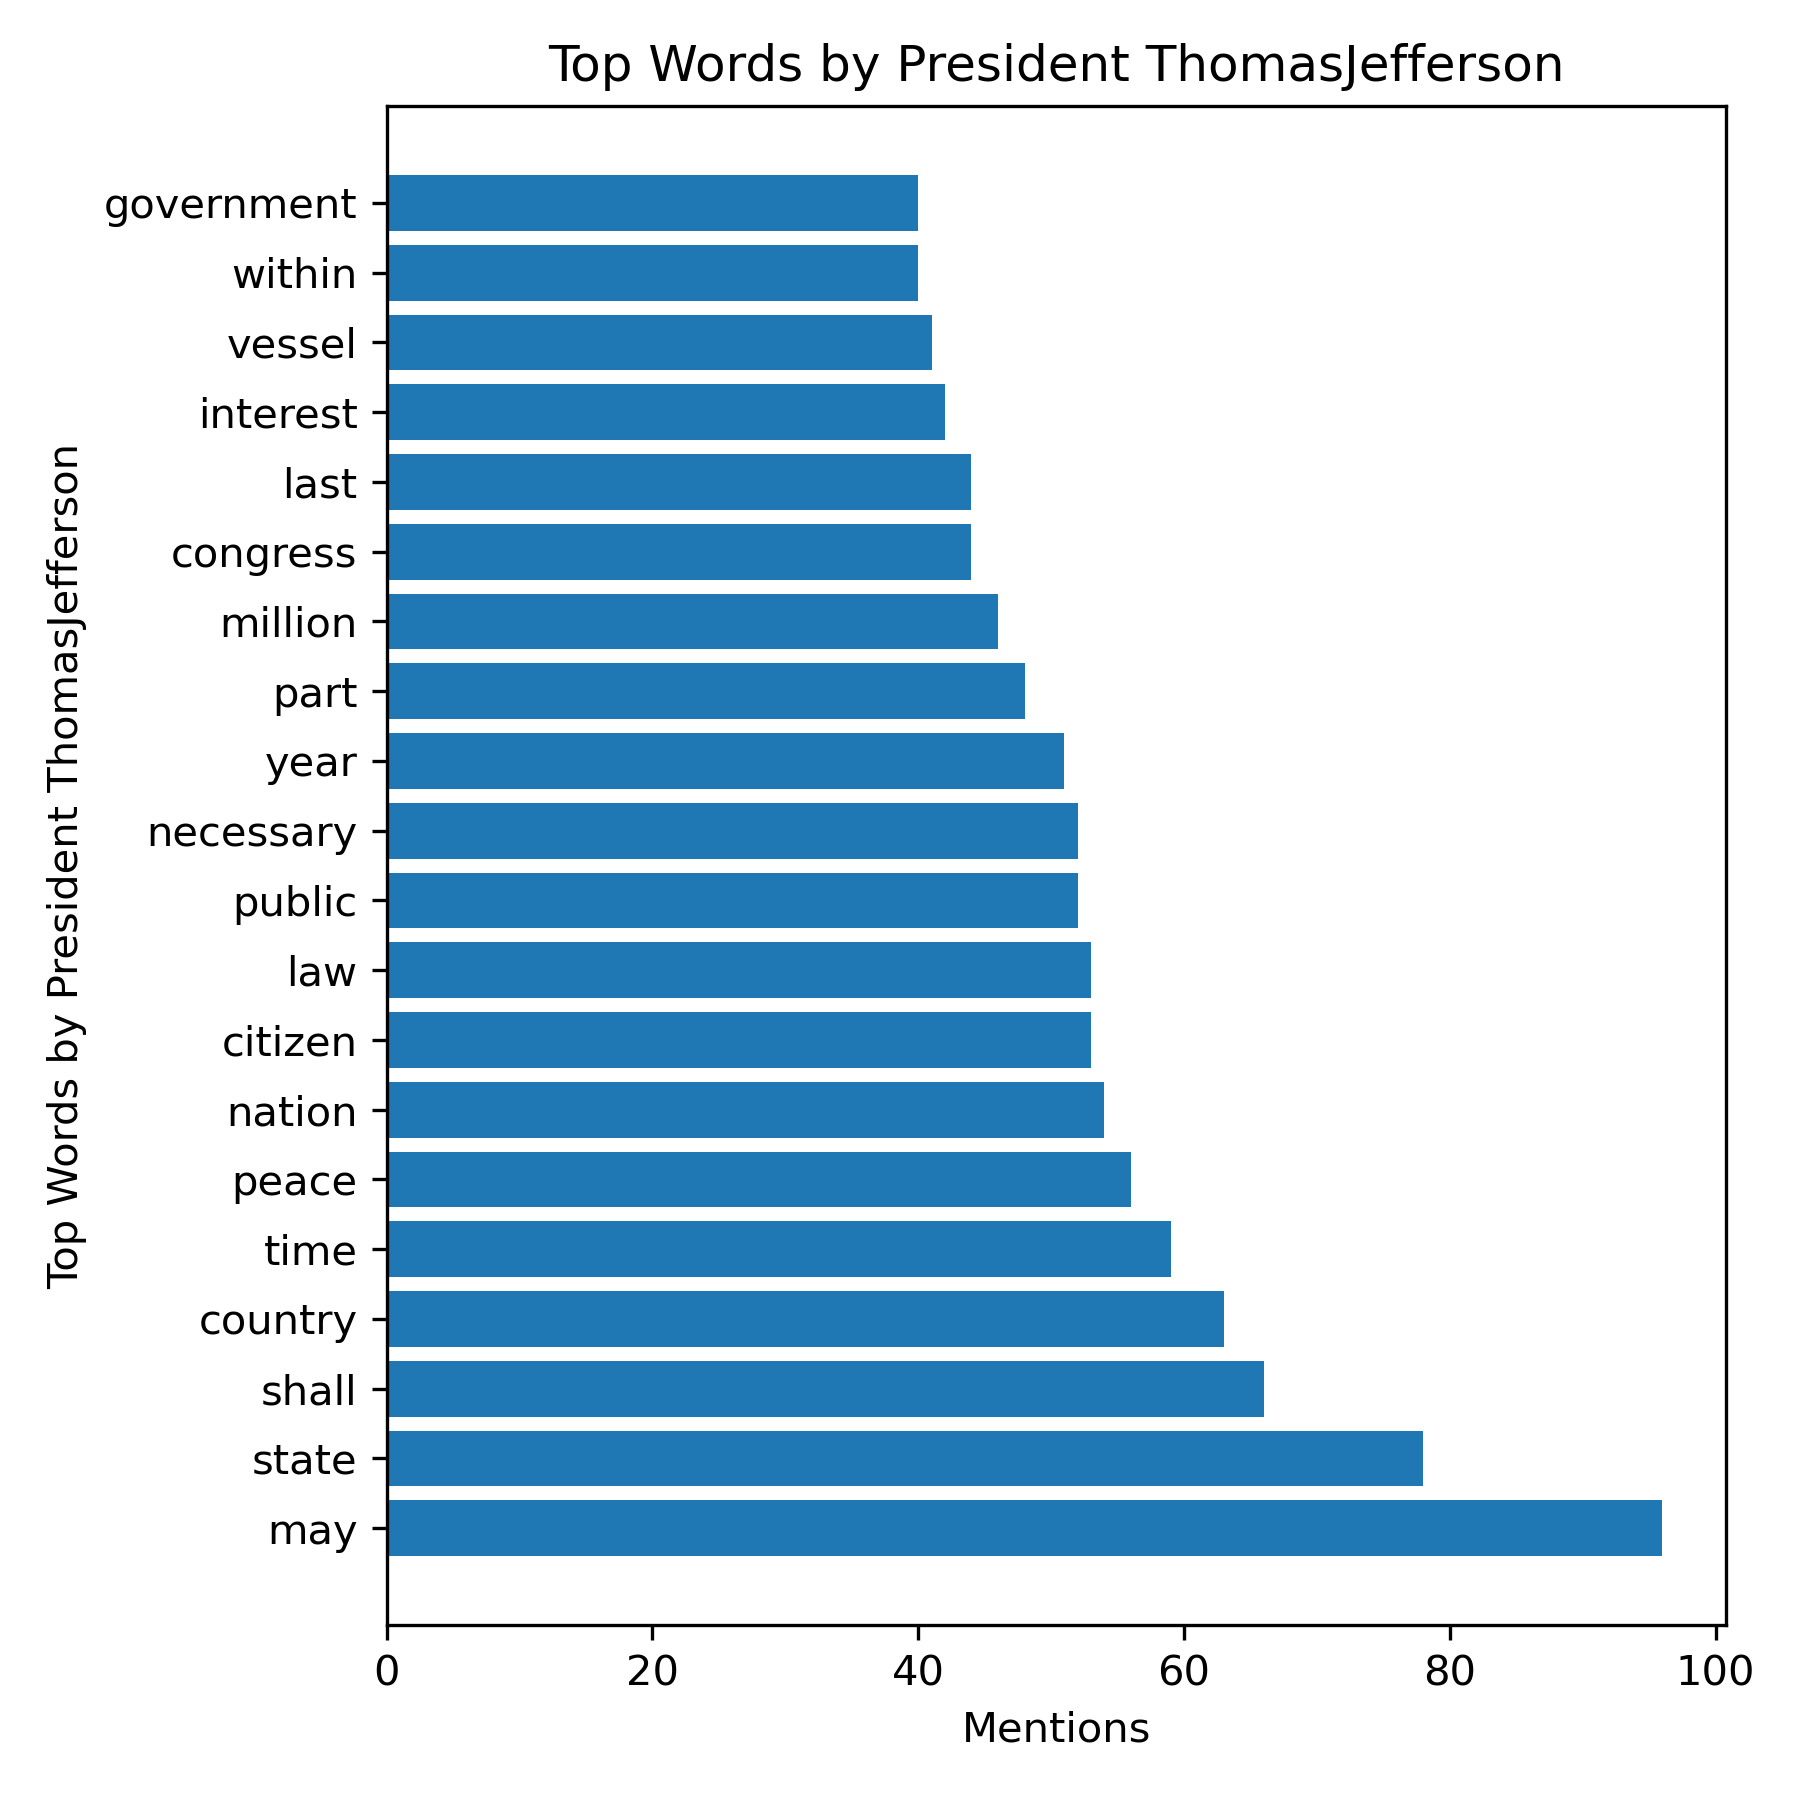 Top Words by President ThomasJefferson
Top Words by President ThomasJefferson
government
within
vessel
interest
last
congress
million
part
year
necessary
public
law
citizen
nation
peace
time
country
shall
state
may
0 20 40 60 80 100
Mentions